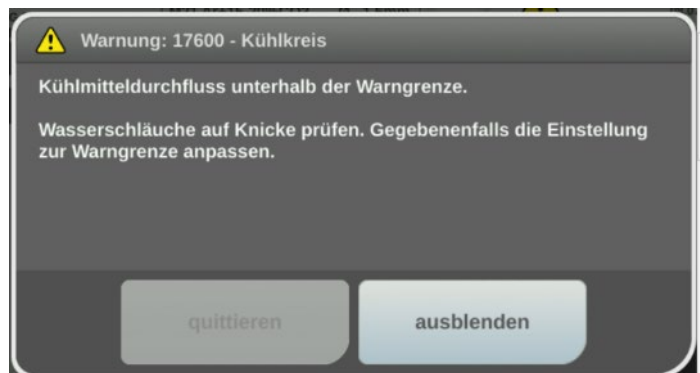 Warnung: 17600 - Kühlkreis
Kühlmitteldurchfluss unterhalb der Warngrenze.
Wasserschläuche auf Knicke prüfen. Gegebenenfalls die Einstellung
zur Warngrenze anpassen.
quittieren
ausblenden